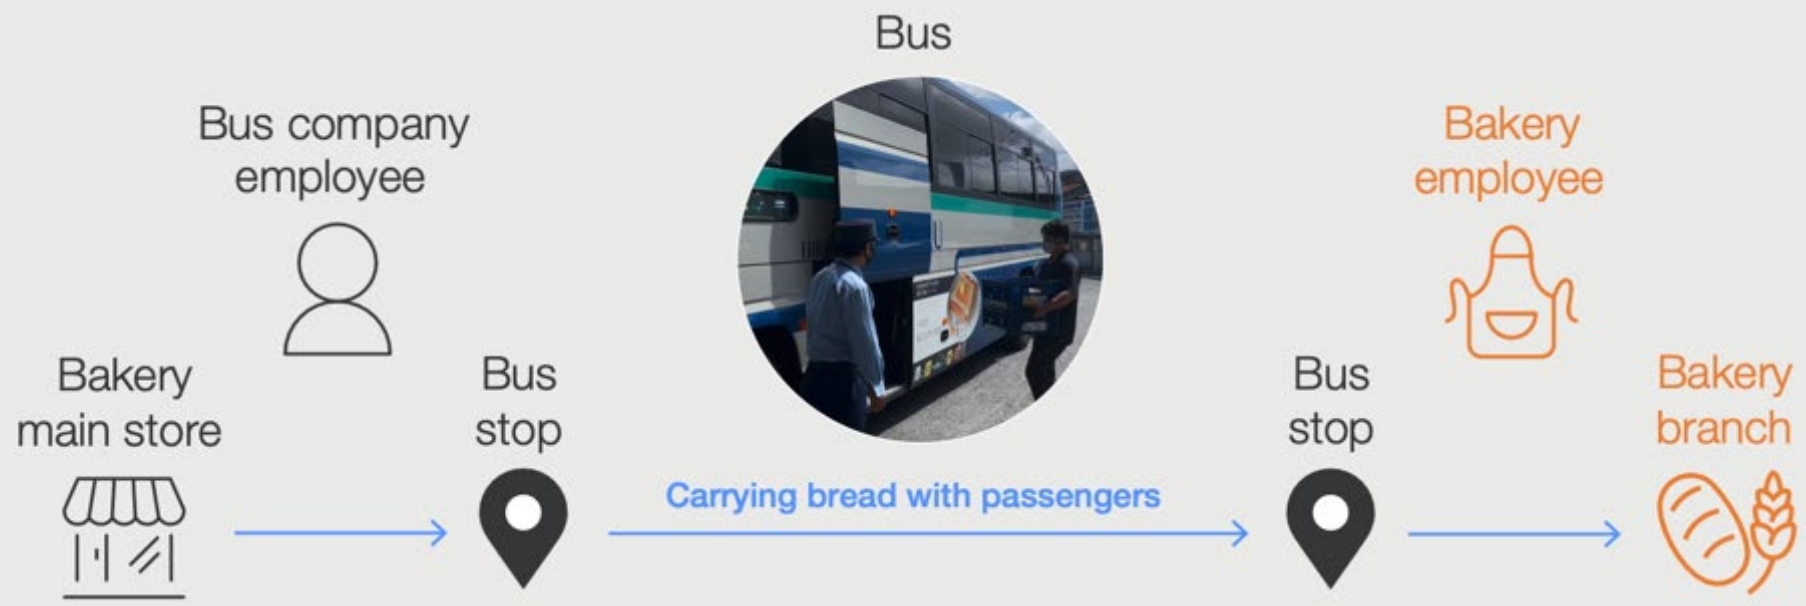 Bus
Bus company
employee
Bakery
employee
Bakery
main store
Bus
stop
Bus
stop
Bakery
branch
Carrying bread with passengers